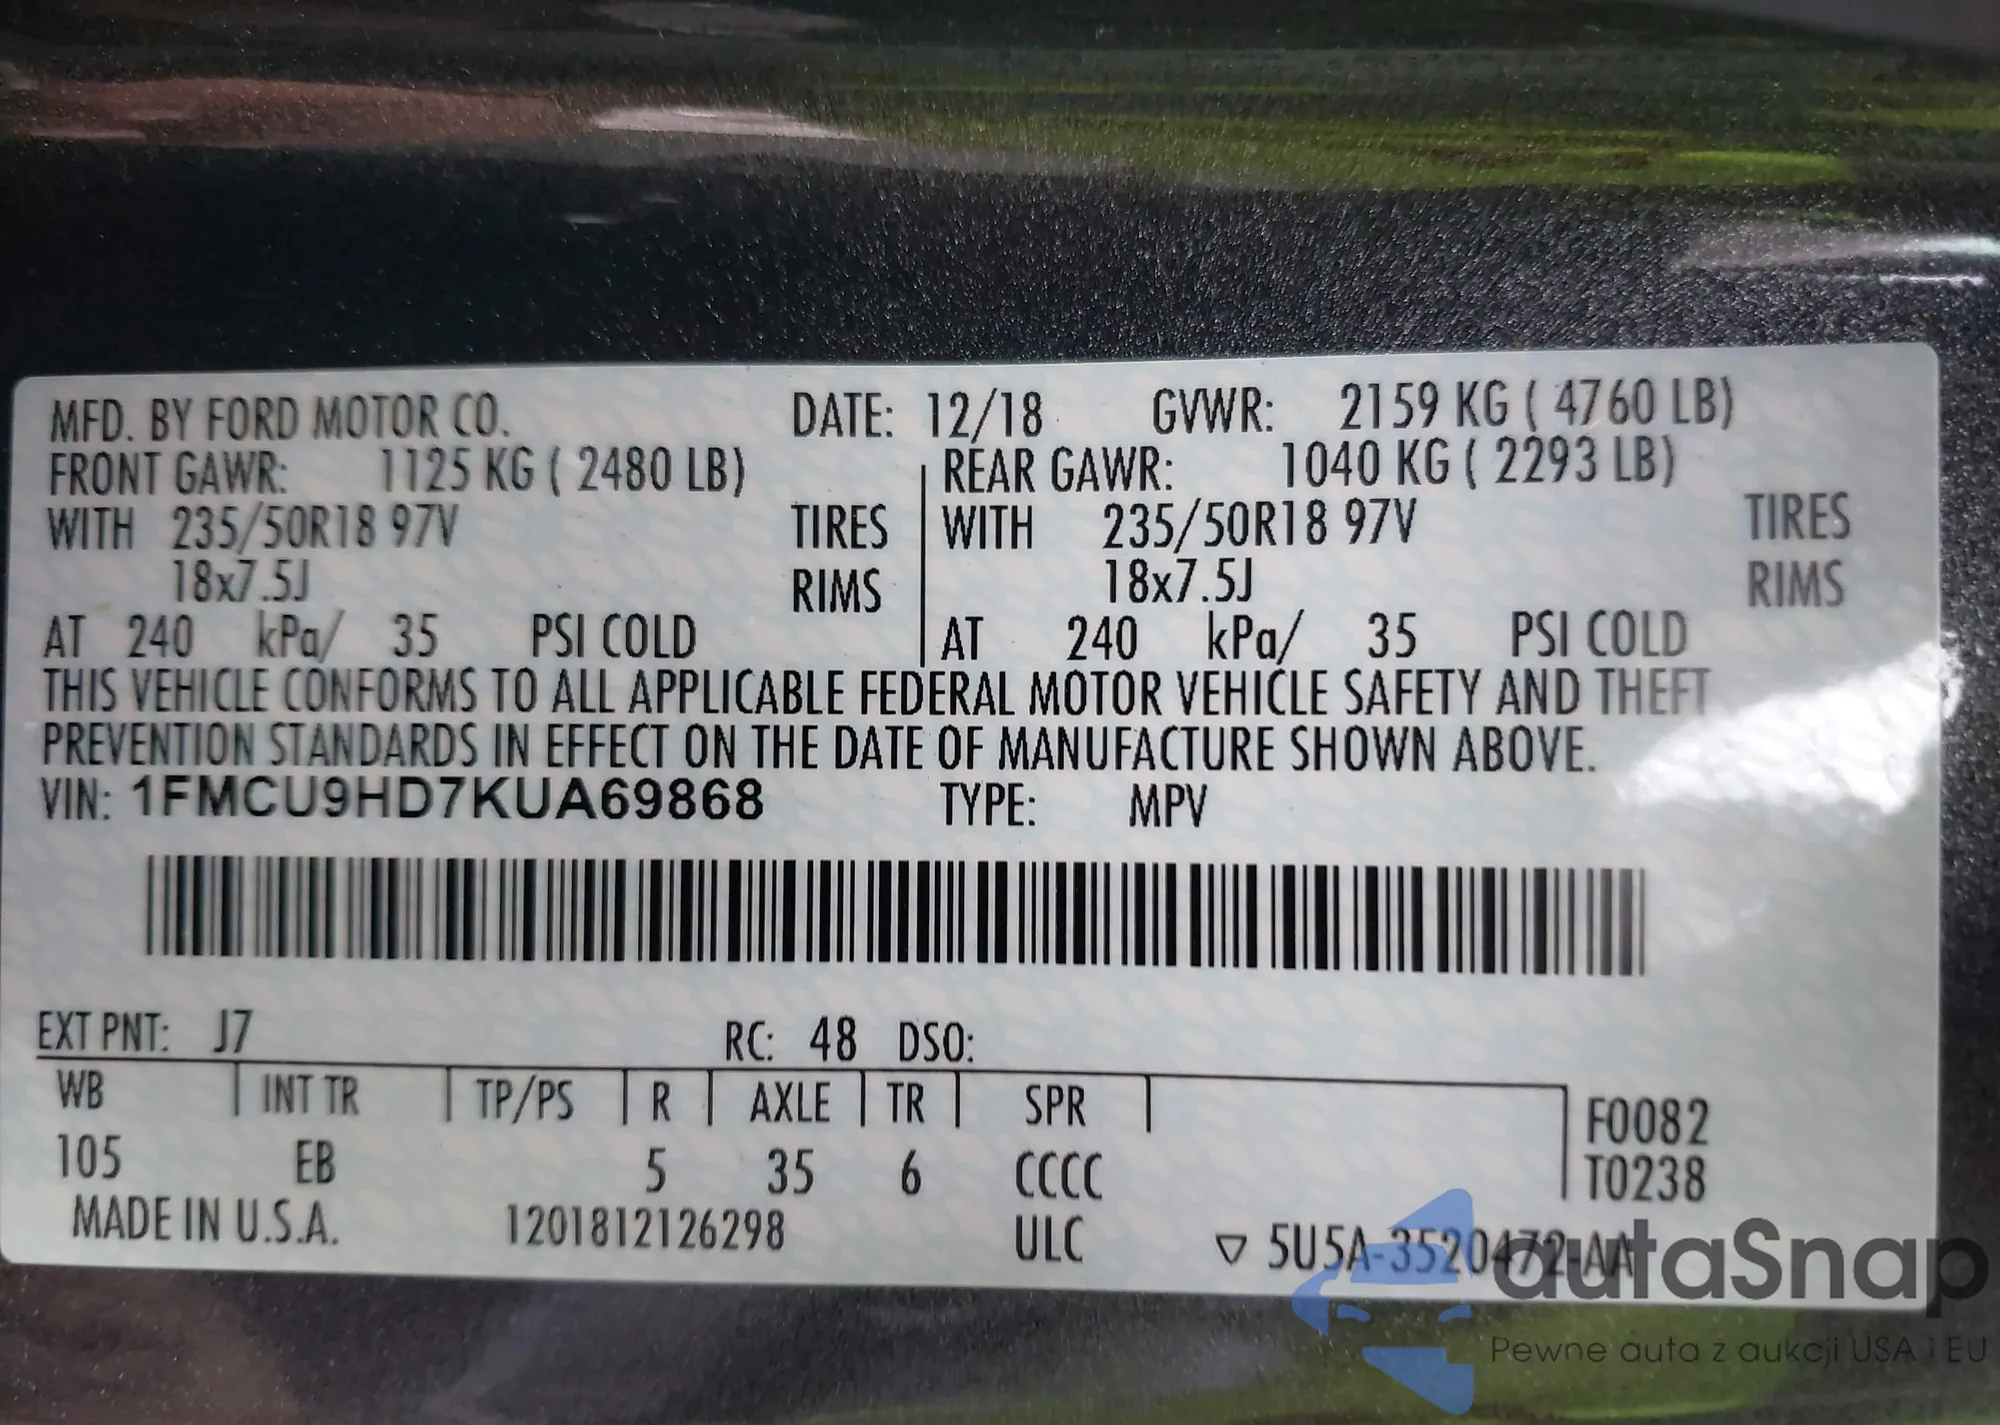 MFD. BY FORD MOTOR CO. DATE: 12/18 GVWR: 2159 KG ( 4760 LB)
FRONT GAWR: 1125 KG ( 2480 LB) REAR GAWR: 1040 KG ( 2293 LB)
WITH 235/50R18 97V TIRES WITH 235/50R18 97V TIRES
18x7.5J RIMS 18x7.5J RIMS
AT 240 kPa/ 35 PSI COLD AT 240 kPa/ 35 PSI COLD
THIS VEHICLE CONFORMS TO ALL APPLICABLE FEDERAL MOTOR VEHICLE SAFETY AND THEFT
PREVENTION STANDARDS IN EFFECT ON THE DATE OF MANUFACTURE SHOWN ABOVE.
VIN: 1FMCU9HD7KUA69868 TYPE: MPV
EXT PNT: J7 RC: 48 DSO:
WB INT TR TP/PS R AXLE TR SPR F0082
105 EB 5 35 6 CCCC T0238
MADE IN U.S.A. 1201812126298 ULC ▽ 5U5A-3520472-AA
autaSnap
Pewne auta z aukcji USA i EU